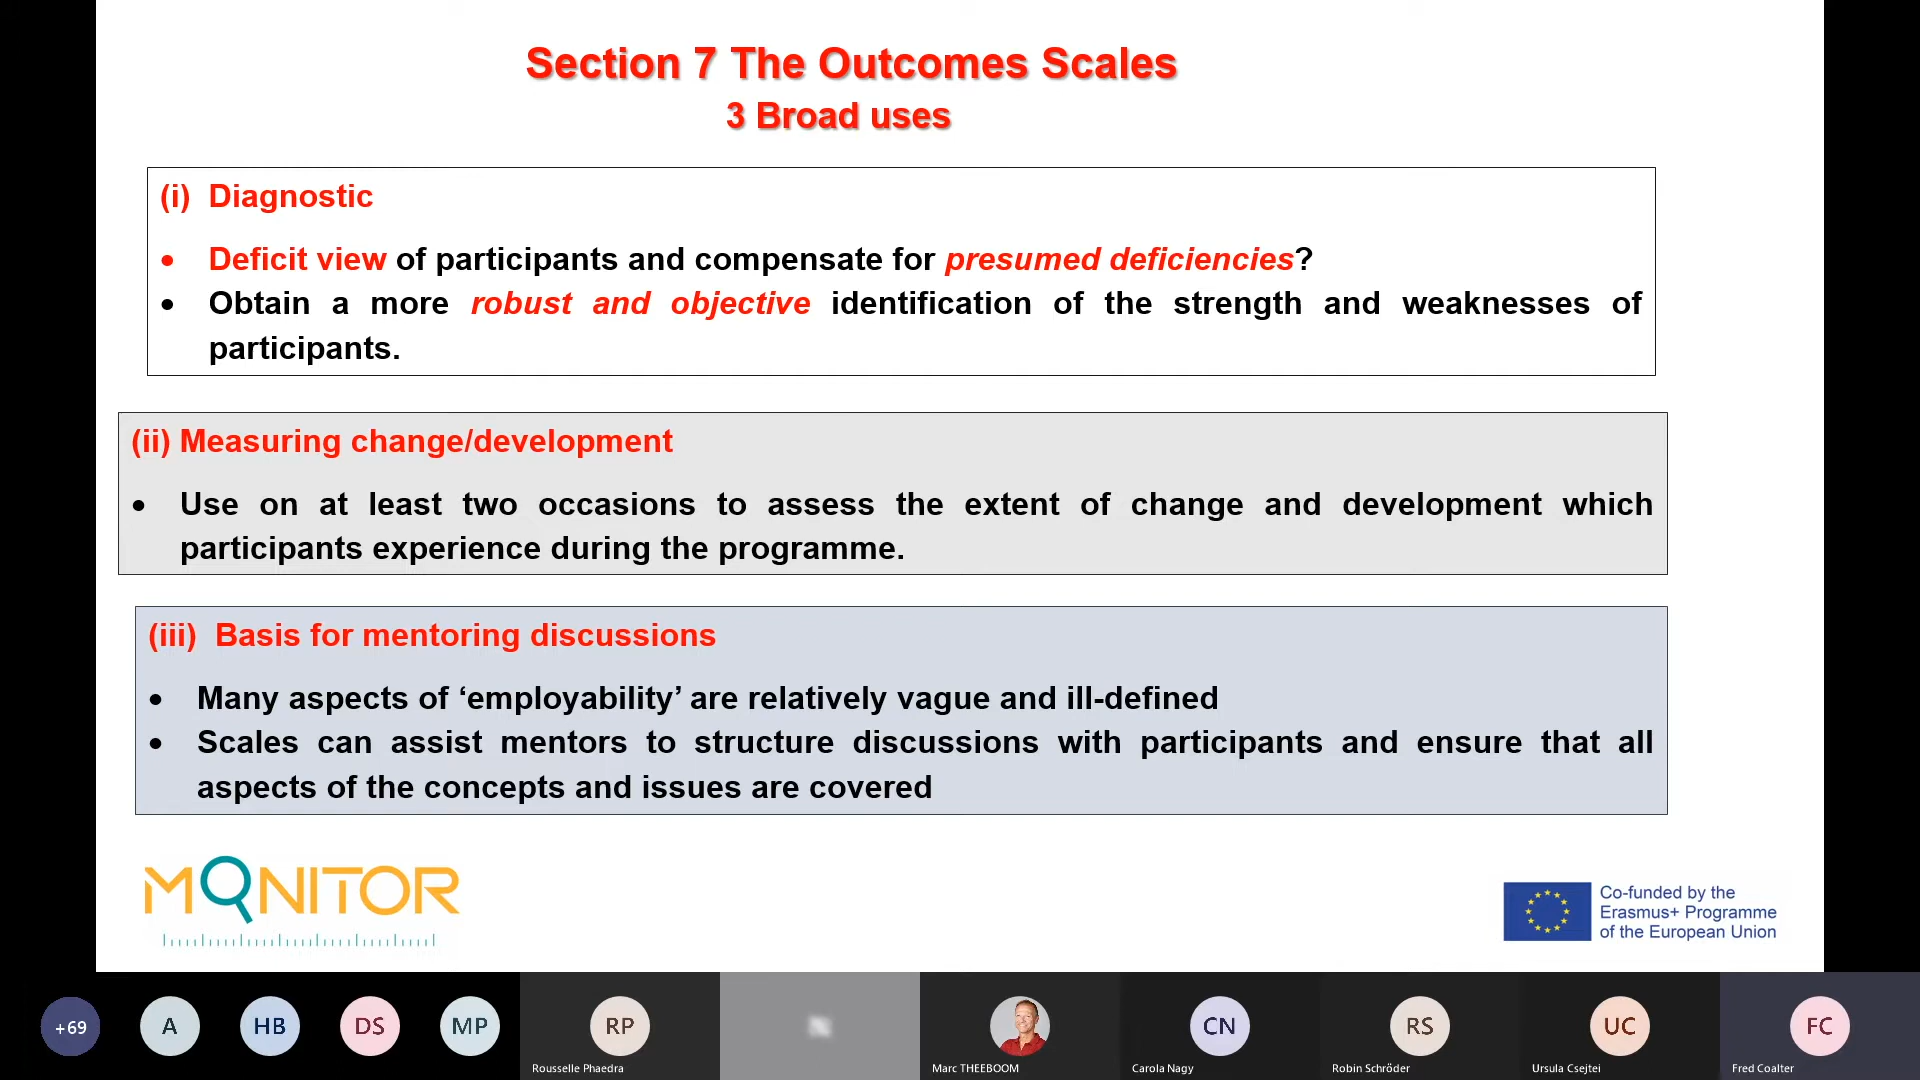 Section 7 The Outcomes Scales
3 Broad uses
(i) Diagnostic
• Deficit view of participants and compensate for presumed deficiencies?
• Obtain a more robust and objective identification of the strength and weaknesses of
participants.
(ii) Measuring change/development
• Use on at least two occasions to assess the extent of change and development which
participants experience during the programme.
(iii) Basis for mentoring discussions
• Many aspects of ‘employability’ are relatively vague and ill-defined
• Scales can assist mentors to structure discussions with participants and ensure that all
aspects of the concepts and issues are covered
MONITOR
Co-funded by the
Erasmus+ Programme
of the European Union
+69
A
HB
DS
MP
RP
CN
RS
UC
FC
Rousselle Phaedra
Marc THEEBOOM
Carola Nagy
Robin Schröder
Ursula Csejtei
Fred Coalter